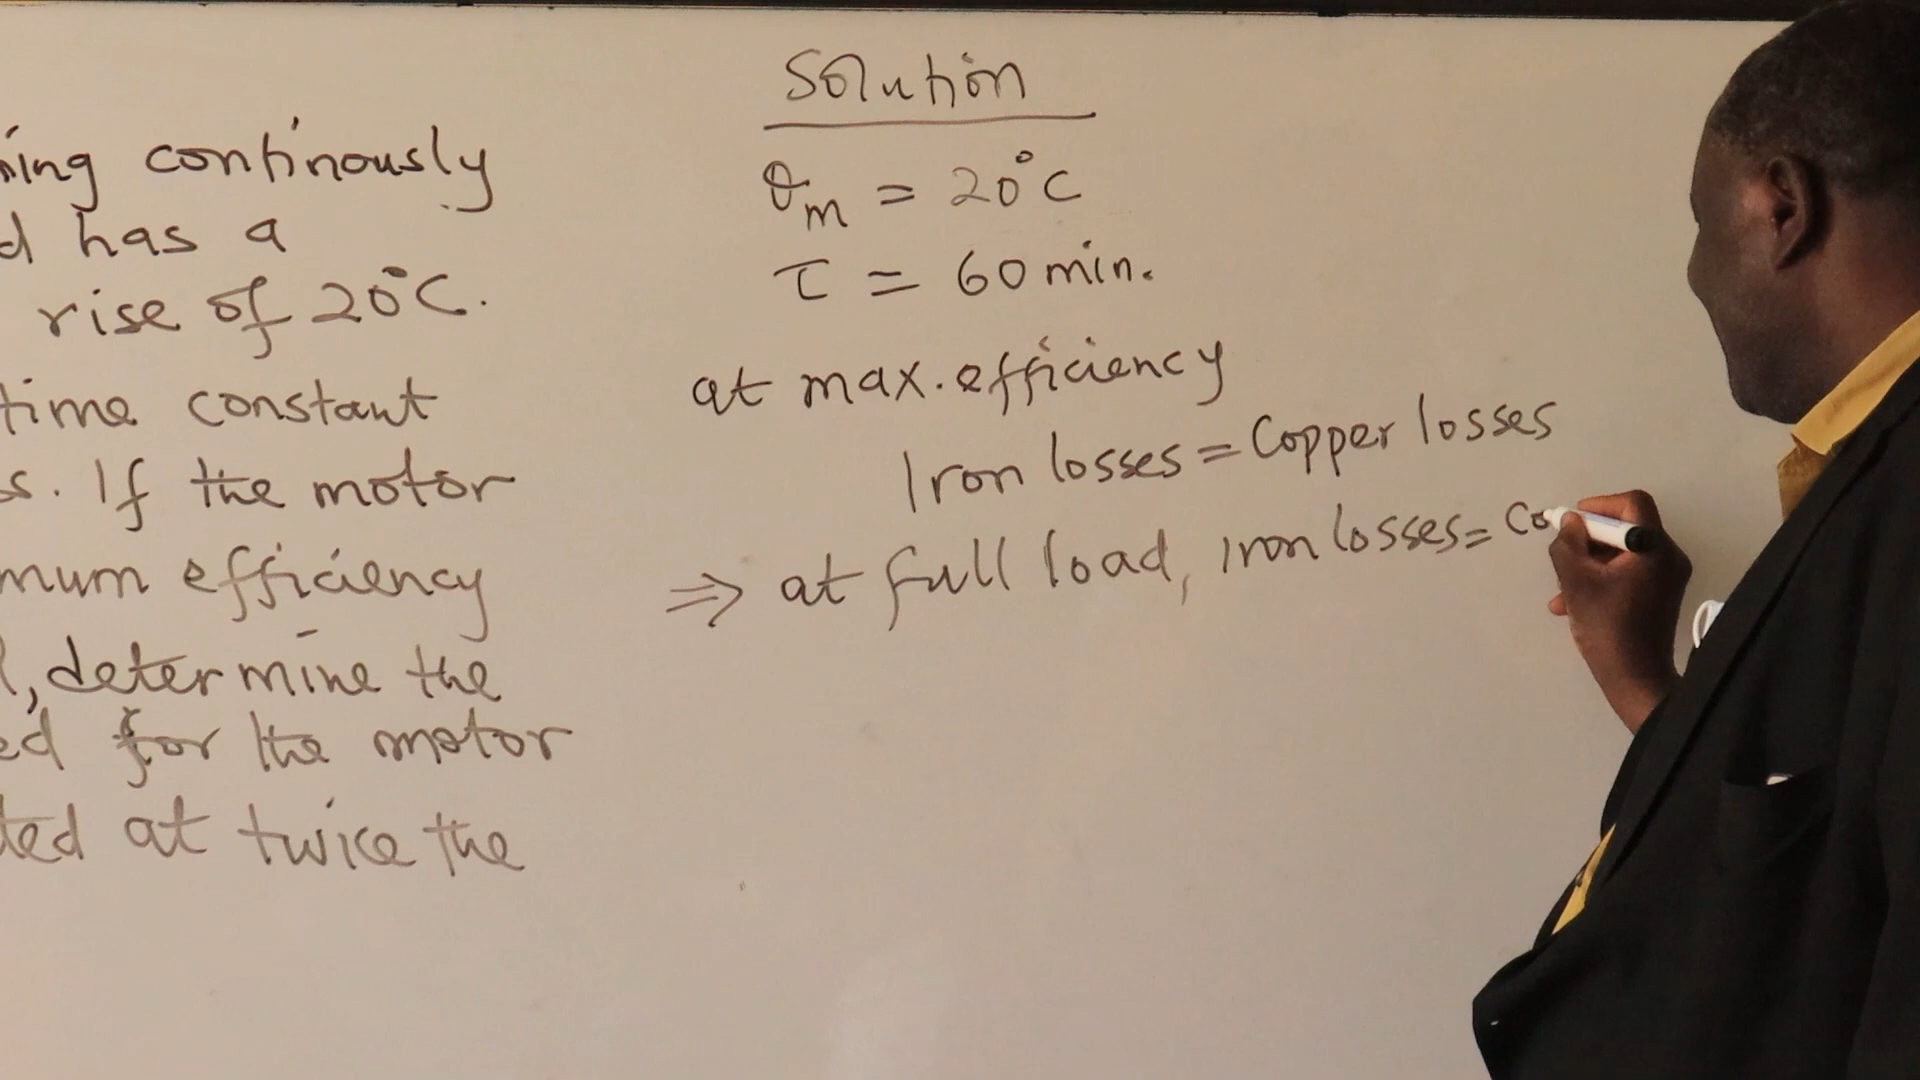 ning continously
d has a
rise of 20°C.
time constant
s. If the motor
mum efficiency
l, determine the
ed for the motor
ted at twice the
Solution
θm = 20°C
τ = 60 min.
at max. efficiency
Iron losses = Copper losses
⇒ at full load, iron losses = Co